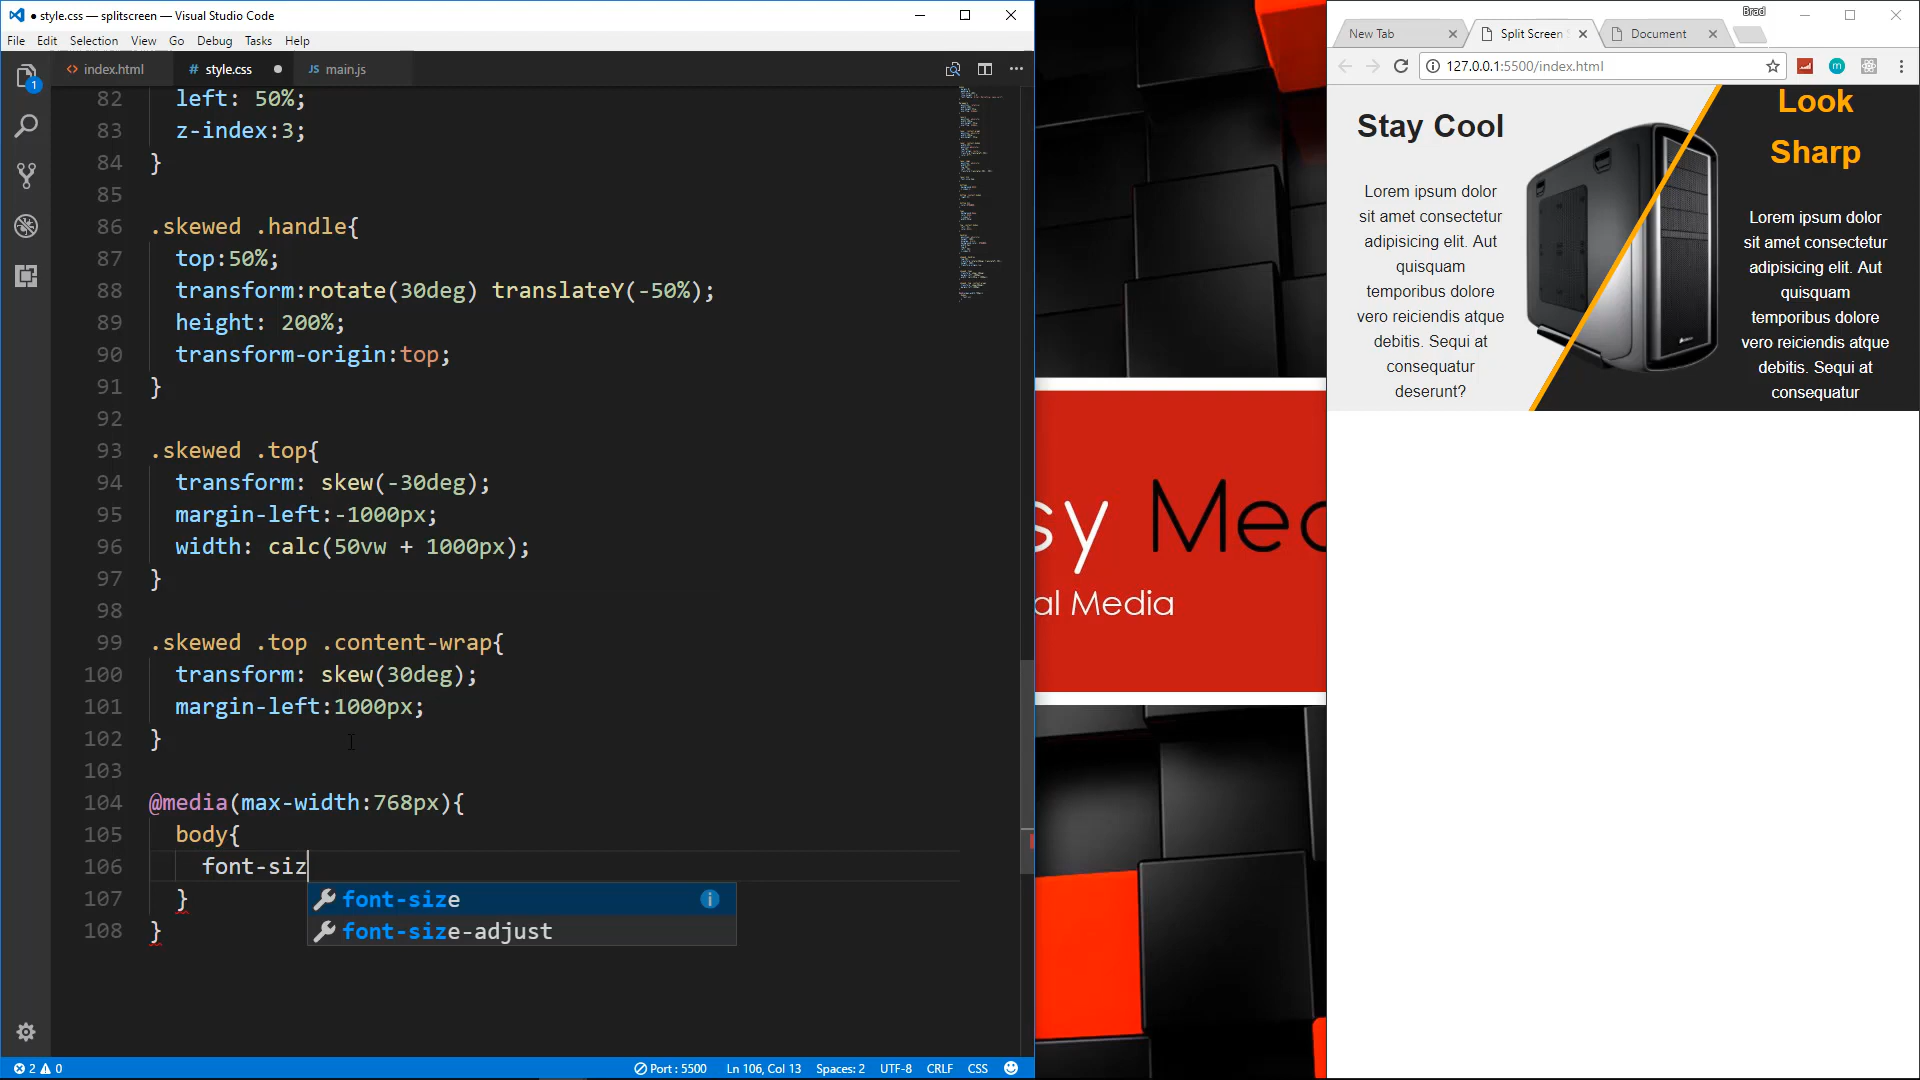 ● style.css — splitscreen — Visual Studio Code
File Edit Selection View Go Debug Tasks Help
<> index.html # style.css ● JS main.js
1
82 left: 50%;
83 z-index:3;
84 }
85
86 .skewed .handle{
87 top:50%;
88 transform:rotate(30deg) translateY(-50%);
89 height: 200%;
90 transform-origin:top;
91 }
92
93 .skewed .top{
94 transform: skew(-30deg);
95 margin-left:-1000px;
96 width: calc(50vw + 1000px);
97 }
98
99 .skewed .top .content-wrap{
100 transform: skew(30deg);
101 margin-left:1000px;
102 }
103
104 @media(max-width:768px){
105 body{
106 font-siz
107 }
108 }
font-size
font-size-adjust
2 0 Port : 5500 Ln 106, Col 13 Spaces: 2 UTF-8 CRLF CSS
sy Med
al Media
Brad
New Tab Split Screen Document
127.0.0.1:5500/index.html
Stay Cool
Lorem ipsum dolor
sit amet consectetur
adipisicing elit. Aut
quisquam
temporibus dolore
vero reiciendis atque
debitis. Sequi at
consequatur
deserunt?
Look
Sharp
Lorem ipsum dolor
sit amet consectetur
adipisicing elit. Aut
quisquam
temporibus dolore
vero reiciendis atque
debitis. Sequi at
consequatur